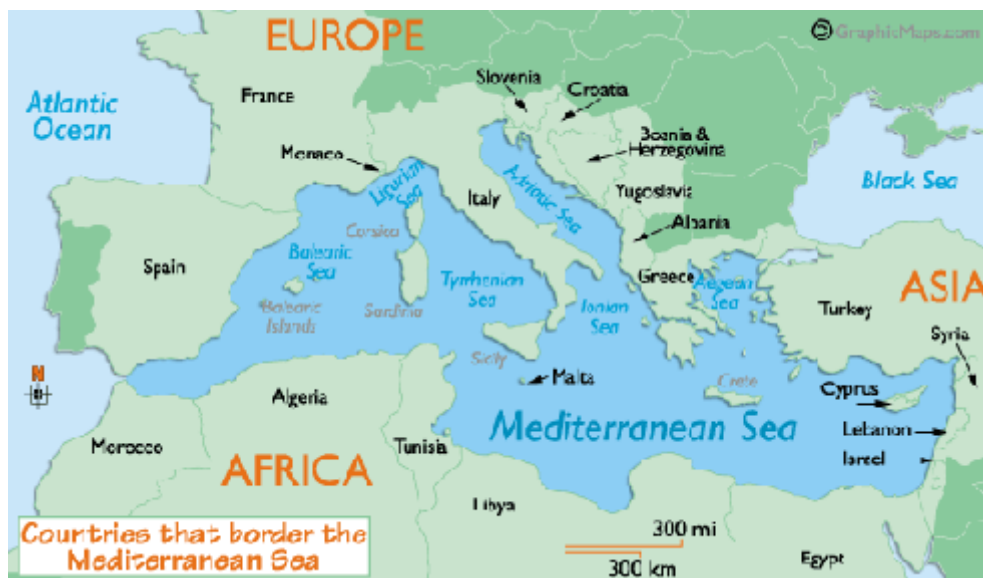 EUROPE
© GraphicMaps.com
Slovenia
Croatia
France
Atlantic
Ocean
Bosnia &
Herzegovina
Monaco
Ligurian
Sea
Black Sea
Adriatic Sea
Yugoslavia
Italy
Albania
Corsica
Balearic
Sea
Spain
Tyrrhenian
Sea
Greece
Aegean
Sea
ASIA
Turkey
Balearic
Islands
Sardinia
Ionian
Sea
Syria
Sicily
N
Malta
Crete
Cyprus
Algeria
Mediterranean Sea
Lebanon
Morocco
Tunisia
Israel
AFRICA
Libya
300 mi
300 km
Egypt
Countries that border the
Mediterranean Sea